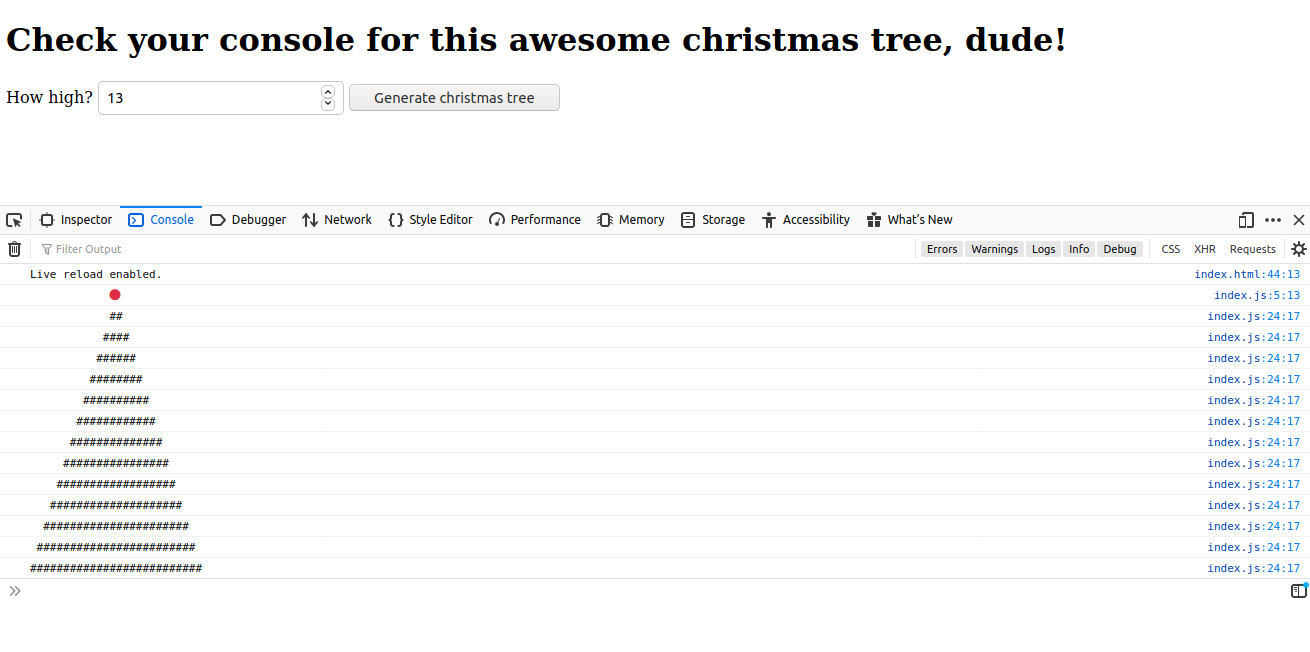 Check your console for this awesome christmas tree, dude!
How high? 13 Generate christmas tree
Inspector Console Debugger Network Style Editor Performance Memory Storage Accessibility What's New
Filter Output Errors Warnings Logs Info Debug CSS XHR Requests
Live reload enabled. index.html:44:13
index.js:5:13
## index.js:24:17
#### index.js:24:17
###### index.js:24:17
######## index.js:24:17
########## index.js:24:17
############ index.js:24:17
############## index.js:24:17
################ index.js:24:17
################## index.js:24:17
#################### index.js:24:17
###################### index.js:24:17
######################## index.js:24:17
########################## index.js:24:17